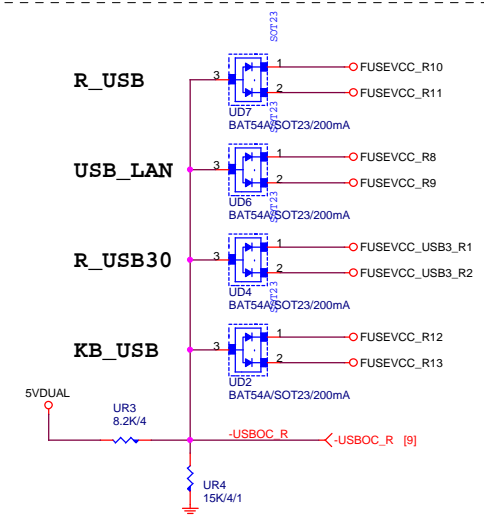 SOT23
R_USB
3
1
2
FUSEVCC_R10
FUSEVCC_R11
UD7
BAT54A/SOT23/200mA
SOT23
USB_LAN
3
1
2
FUSEVCC_R8
FUSEVCC_R9
UD6
BAT54A/SOT23/200mA
SOT23
R_USB30
3
1
2
FUSEVCC_USB3_R1
FUSEVCC_USB3_R2
UD4
BAT54A/SOT23/200mA
SOT23
KB_USB
3
1
2
FUSEVCC_R12
FUSEVCC_R13
UD2
BAT54A/SOT23/200mA
5VDUAL
UR3
8.2K/4
-USBOC_R
-USBOC_R [9]
UR4
15K/4/1